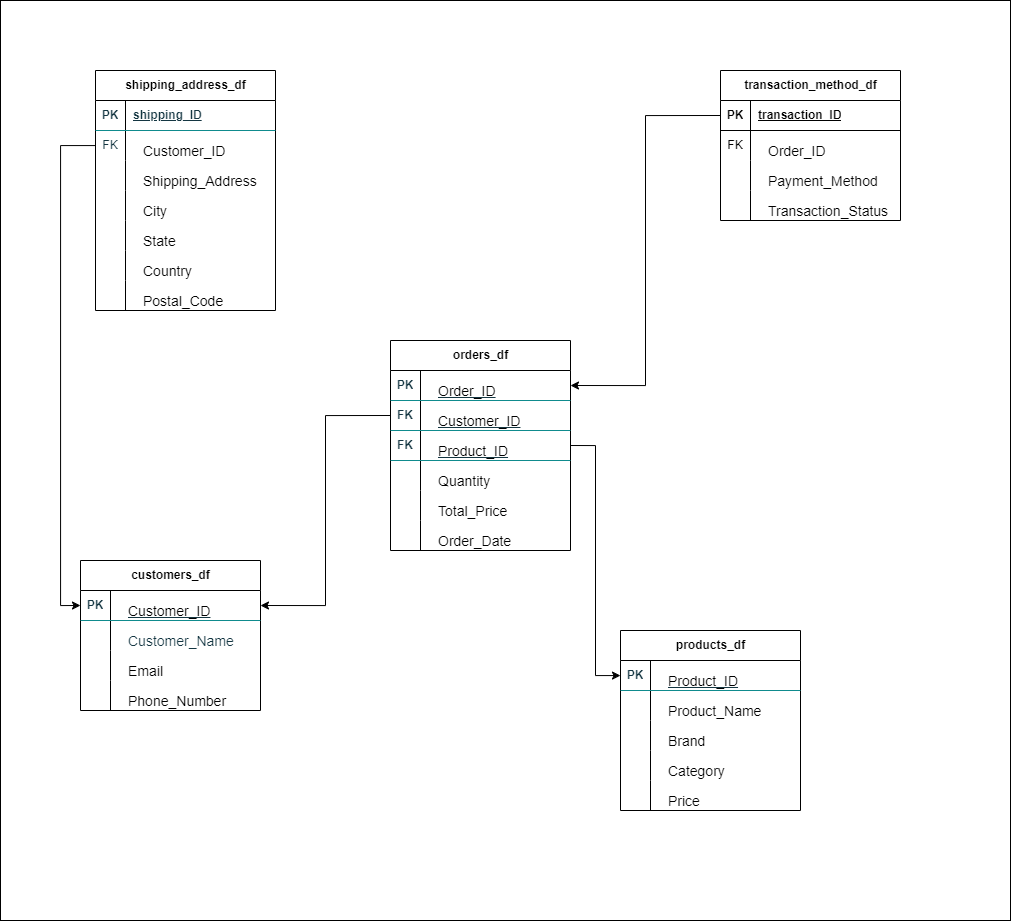 shipping_address_df
PK shipping_ID
FK Customer_ID
Shipping_Address
City
State
Country
Postal_Code
transaction_method_df
PK transaction_ID
FK Order_ID
Payment_Method
Transaction_Status
orders_df
PK Order_ID
FK Customer_ID
FK Product_ID
Quantity
Total_Price
Order_Date
customers_df
PK Customer_ID
Customer_Name
Email
Phone_Number
products_df
PK Product_ID
Product_Name
Brand
Category
Price